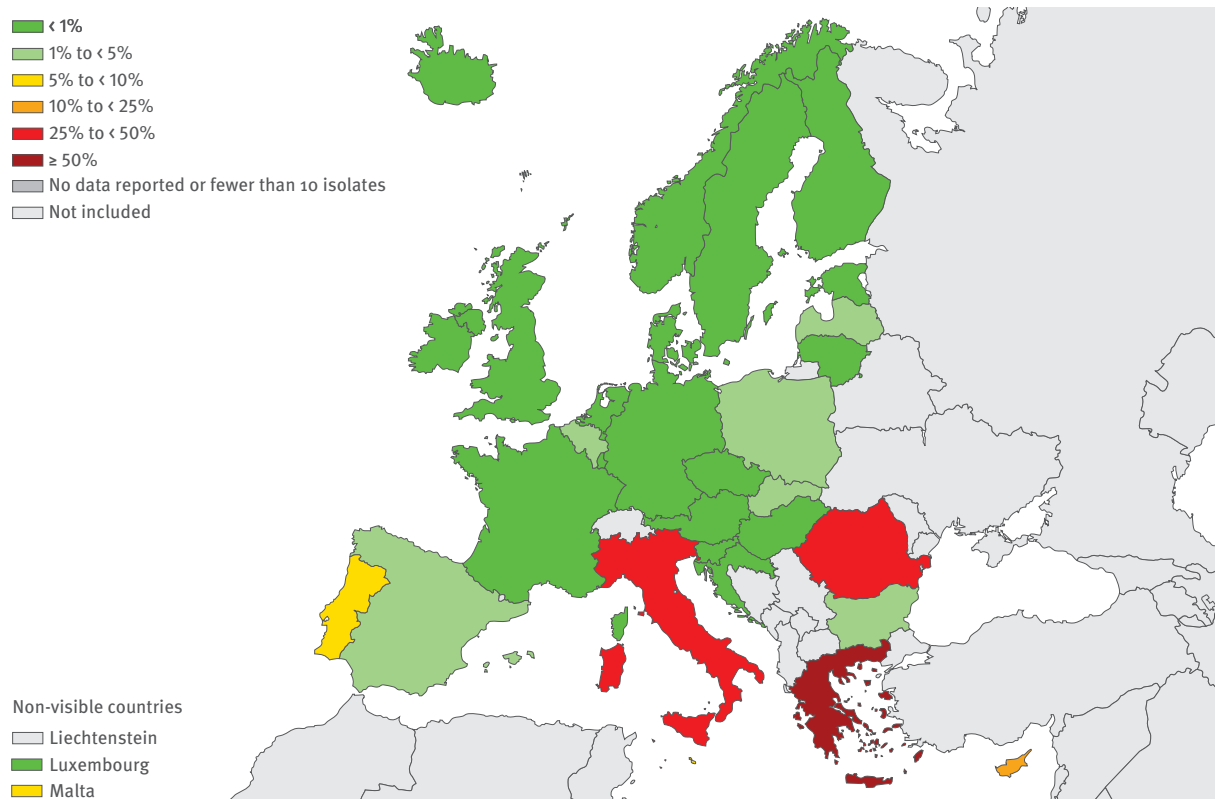 < 1%
1% to < 5%
5% to < 10%
10% to < 25%
25% to < 50%
≥ 50%
No data reported or fewer than 10 isolates
Not included
Non-visible countries
Liechtenstein
Luxembourg
Malta